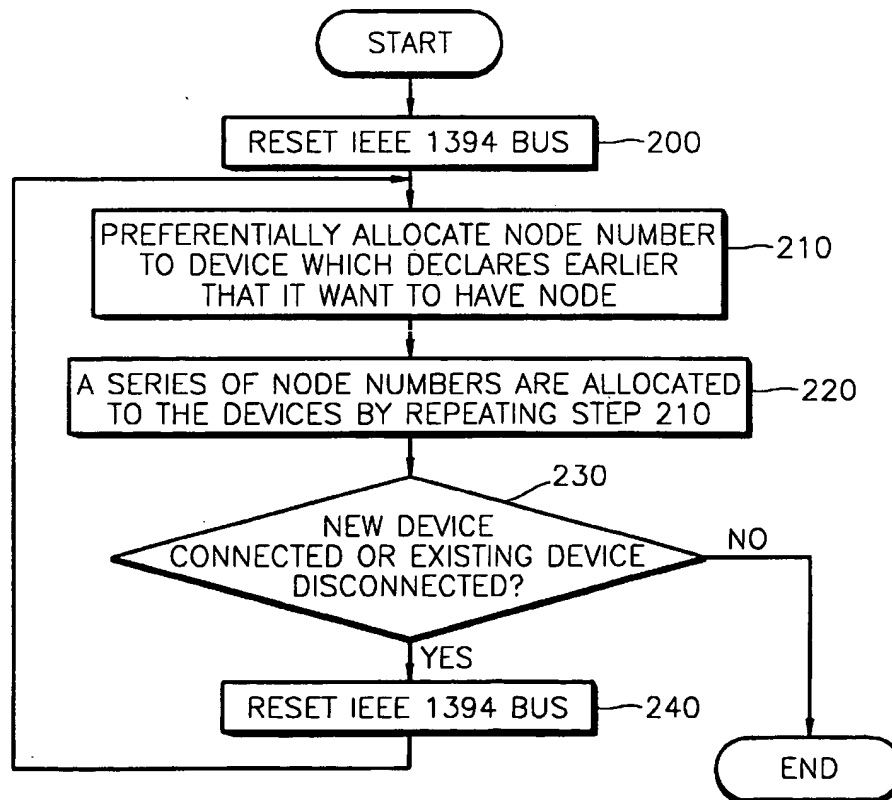 START
RESET IEEE 1394 BUS
200
PREFERENTIALLY ALLOCATE NODE NUMBER
TO DEVICE WHICH DECLARES EARLIER
THAT IT WANT TO HAVE NODE
210
A SERIES OF NODE NUMBERS ARE ALLOCATED
TO THE DEVICES BY REPEATING STEP 210
220
230
NEW DEVICE
CONNECTED OR EXISTING DEVICE
DISCONNECTED?
NO
YES
RESET IEEE 1394 BUS
240
END